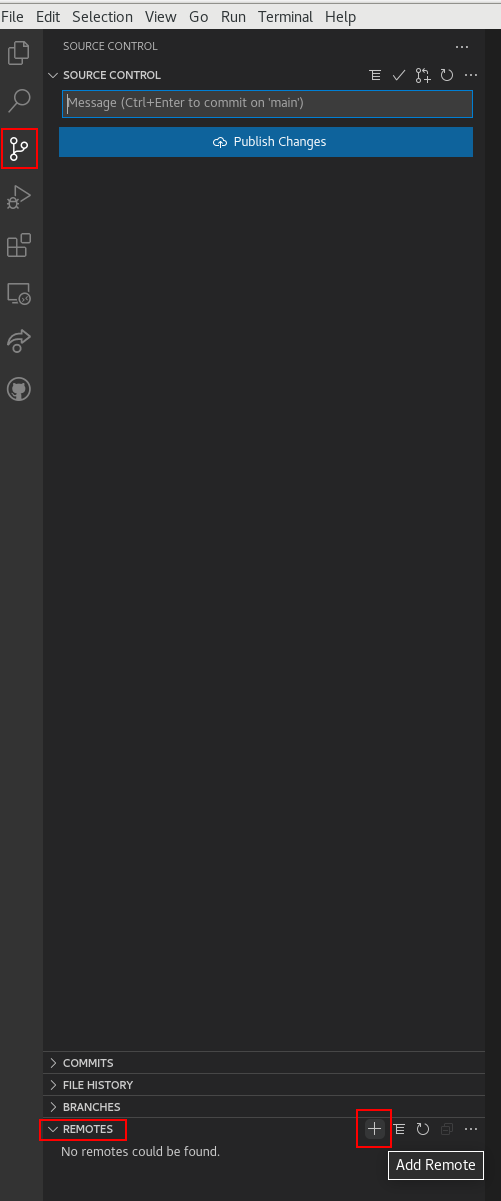 File Edit Selection View Go Run Terminal Help
SOURCE CONTROL
SOURCE CONTROL
Message (Ctrl+Enter to commit on 'main')
Publish Changes
COMMITS
FILE HISTORY
BRANCHES
REMOTES
No remotes could be found.
Add Remote